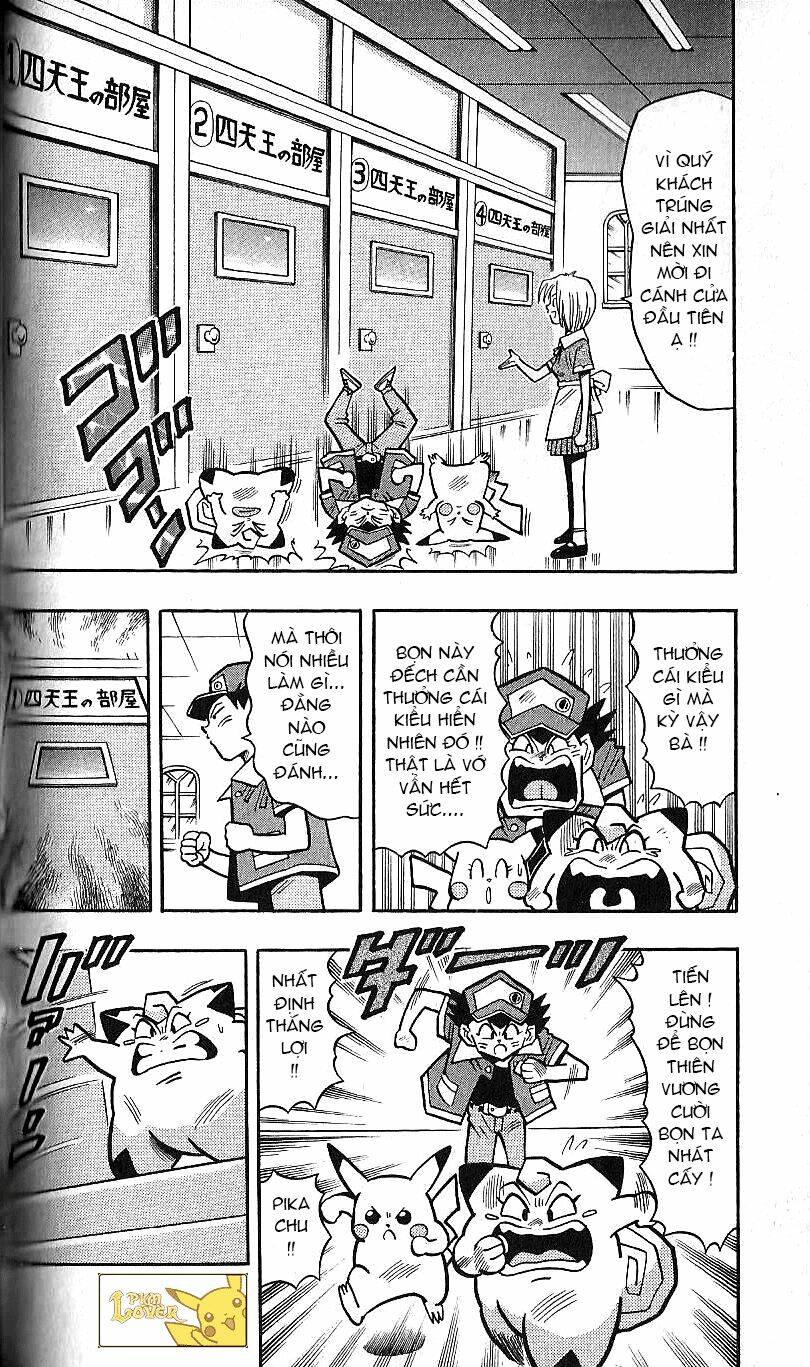 VÌ QUÝ
KHÁCH
TRÚNG
GIẢI NHẤT
NÊN XIN
MỜI ĐI
CÁNH CỬA
ĐẦU TIÊN
Ạ !!
①四天王の部屋
②四天王の部屋
③四天王の部屋
④四天王の部屋
THƯỞNG
CÁI KIỂU
GÌ MÀ
KỲ VẬY
BÀ !!
BỌN NÀY
ĐẾCH CẦN
THƯỞNG CÁI
KIỂU HIỂN
NHIÊN ĐÓ !!
THẬT LÀ VỚ
VẨN HẾT
SỨC....
MÀ THÔI
NÓI NHIỀU
LÀM GÌ...
ĐẰNG
NÀO
CŨNG
ĐÁNH...
①四天王の部屋
TIẾN
LÊN !
ĐỪNG
ĐỂ BỌN
THIÊN
VƯƠNG
CƯỜI
BỌN TA
NHẤT
CẤY !
NHẤT
ĐỊNH
THẮNG
LỢI
!!
PIKA
CHU
!!
PKM
LOVER